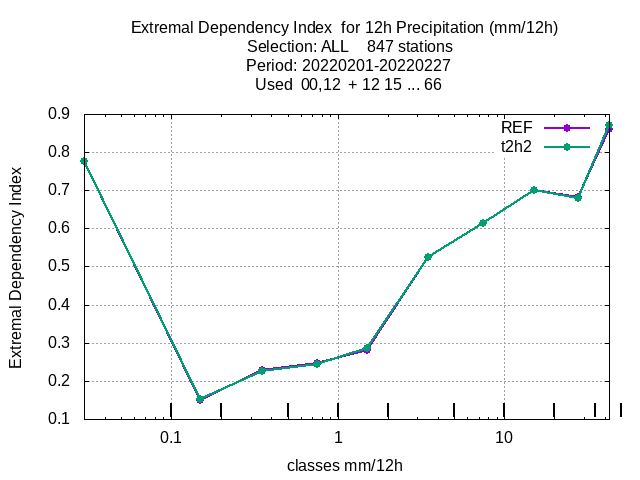 Extremal Dependency Index  for 12h Precipitation (mm/12h)
Selection: ALL    847 stations
Period: 20220201-20220227
Used  00,12  + 12 15 ... 66
REF
t2h2
0.9
0.8
0.7
0.6
0.5
0.4
0.3
0.2
0.1
Extremal Dependency Index
0.1 1 10
classes mm/12h